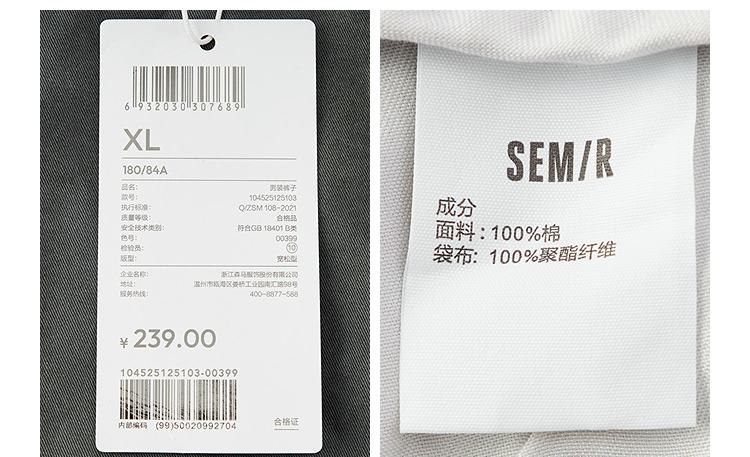 6 932030 307689
XL
180/84A
品名: 男装裤子
款号: 104525125103
执行标准: Q/ZSM 108-2021
质量等级: 合格品
安全技术类别: 符合GB 18401 B类
色号: 00399
检验员: 10
版型: 宽松型
企业名称: 浙江森马服饰股份有限公司
地址: 温州市瓯海区娄桥工业园南汇路98号
服务热线: 400-8877-588
¥ 239.00
104525125103-00399
内部编码 (99)50020992704
合格证
SEM/R
成分
面料: 100%棉
袋布: 100%聚酯纤维